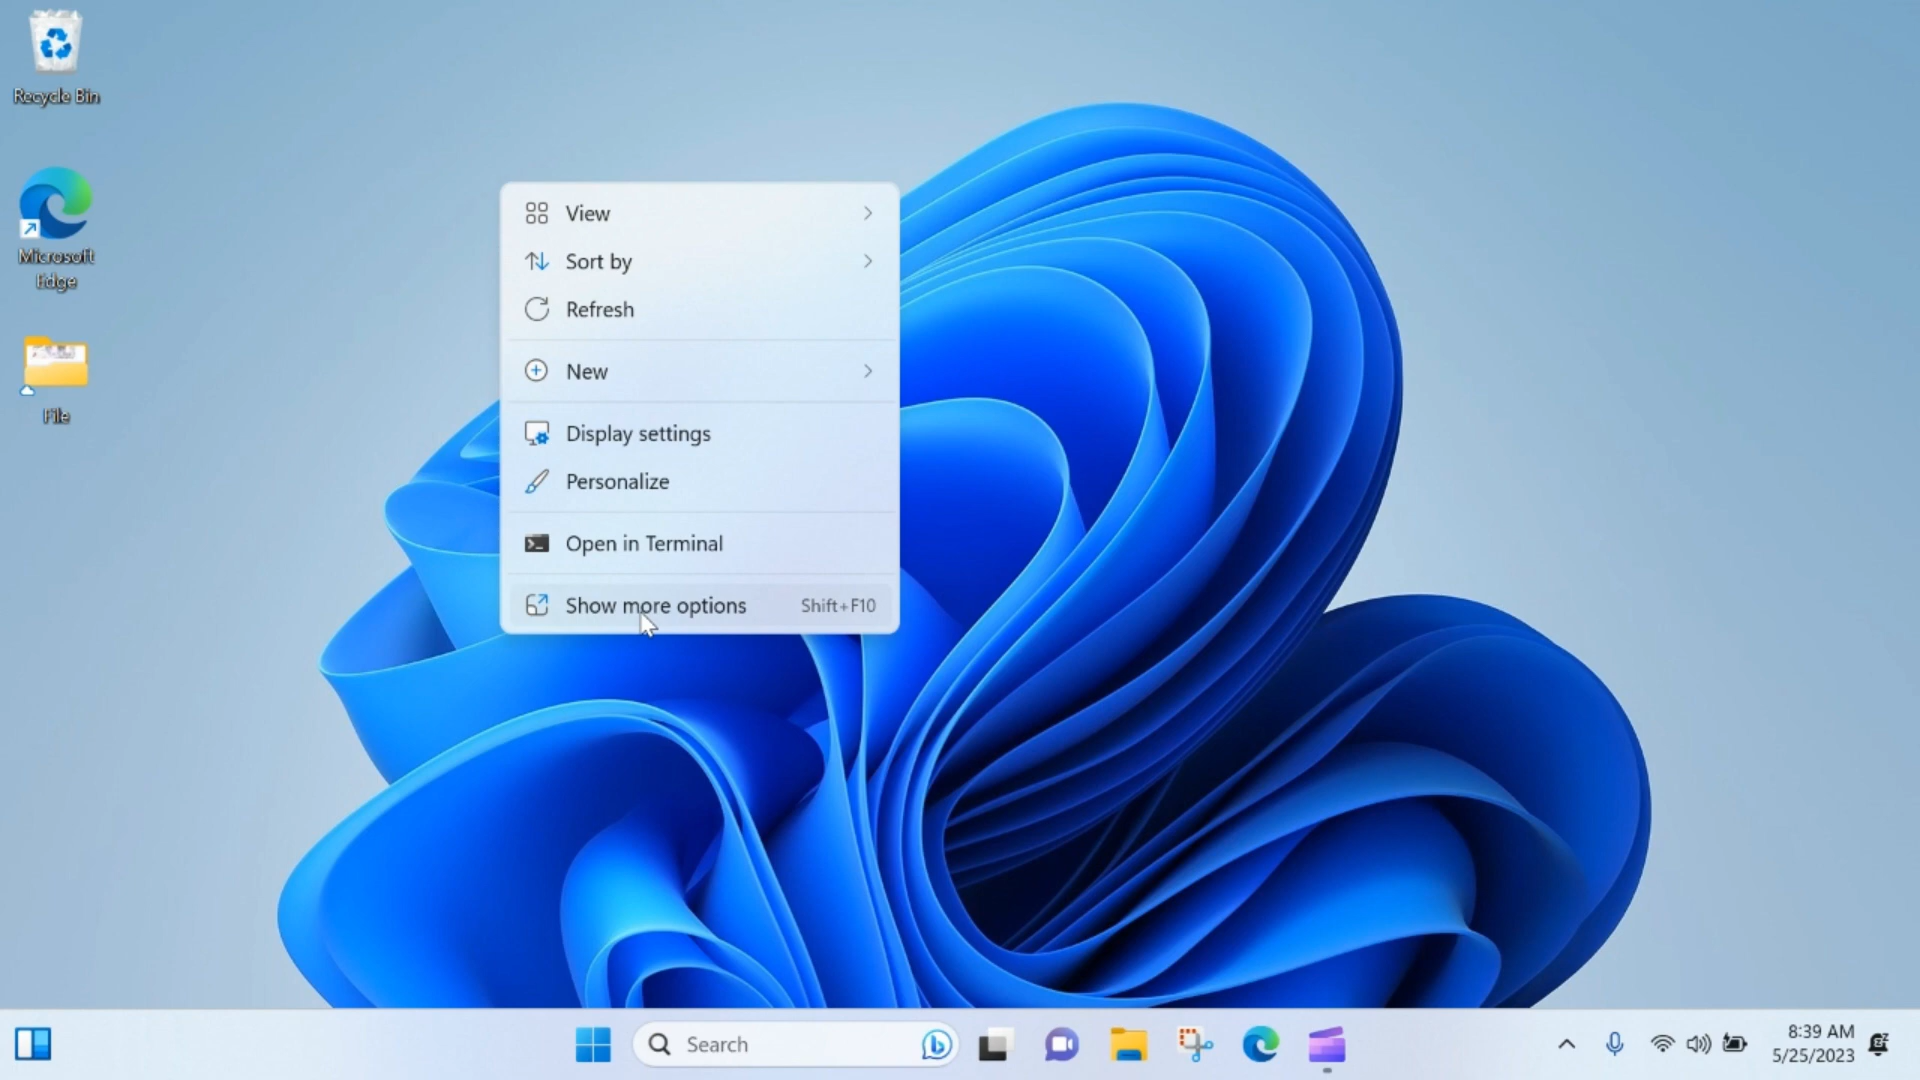 Recycle Bin
Microsoft
Edge
File
View
Sort by
Refresh
New
Display settings
Personalize
Open in Terminal
Show more options Shift+F10
Search
8:39 AM
5/25/2023